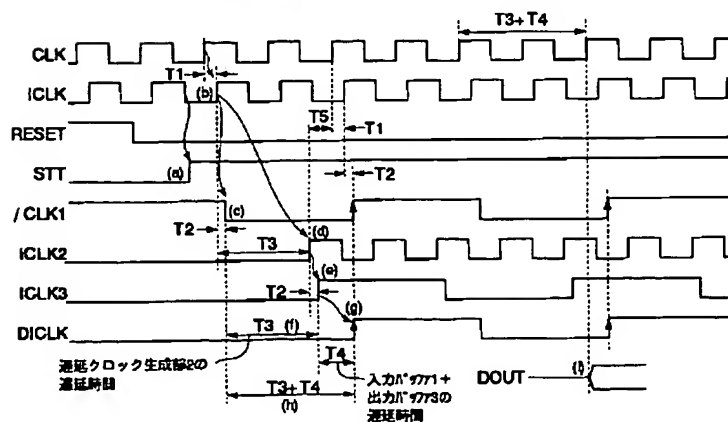 T3+T4
CLK
T1
ICLK
(b)
T5
T1
RESET
T2
STT
(a)
/CLK1
(c)
T2
T3
(d)
ICLK2
(e)
ICLK3
T2
(g)
DICLK
T3 (f)
遅延クロック生成部2の
遅延時間
T4
入力バッファ1+
出力バッファ3の
遅延時間
T3+T4
(h)
DOUT
(i)